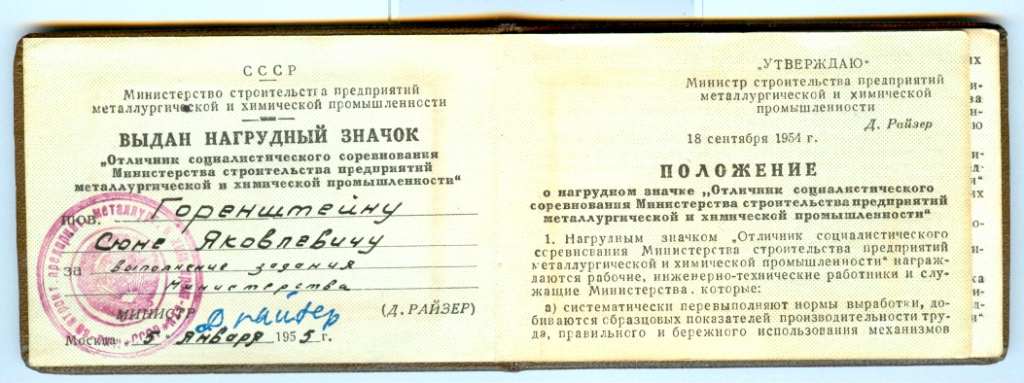 СССР
Министерство строительства предприятий
металлургической и химической промышленности
ВЫДАН НАГРУДНЫЙ ЗНАЧОК
„Отличник социалистического соревнования
Министерства строительства предприятий
металлургической и химической промышленности“
тов. Горенштейну
Сюне Яковлевичу
за выполнение задания
Министерства
МИНИСТР Д Райзер (Д. РАЙЗЕР)
Москва 5 января 1955 г.
„УТВЕРЖДАЮ“
Министр строительства предприятий
металлургической и химической
промышленности
Д. Райзер
18 сентября 1954 г.
ПОЛОЖЕНИЕ
о нагрудном значке „Отличник социалистического
соревнования Министерства строительства предприятий
металлургической и химической промышленности“
1. Нагрудным значком „Отличник социалистического
соревнования Министерства строительства предприятий
металлургической и химической промышленности“ награж-
даются рабочие, инженерно-технические работники и слу-
жащие Министерства, которые:
а) систематически перевыполняют нормы выработки, до-
биваются образцовых показателей производительности тру-
да, правильного и бережного использования механизмов